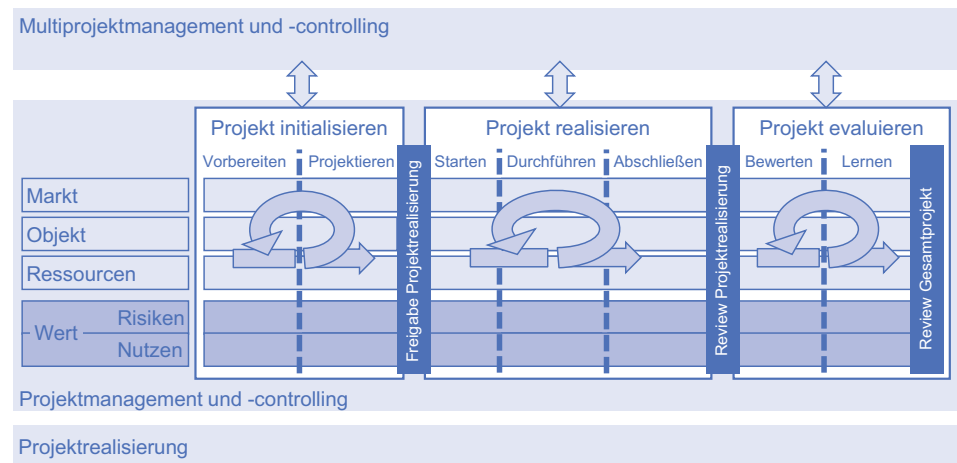 Multiprojektmanagement und -controlling
Projekt initialisieren
Projekt realisieren
Projekt evaluieren
Vorbereiten
Projektieren
Starten
Durchführen
Abschließen
Bewerten
Lernen
Freigabe Projektrealisierung
Review Projektrealisierung
Review Gesamtprojekt
Markt
Objekt
Ressourcen
Wert
Risiken
Nutzen
Projektmanagement und -controlling
Projektrealisierung